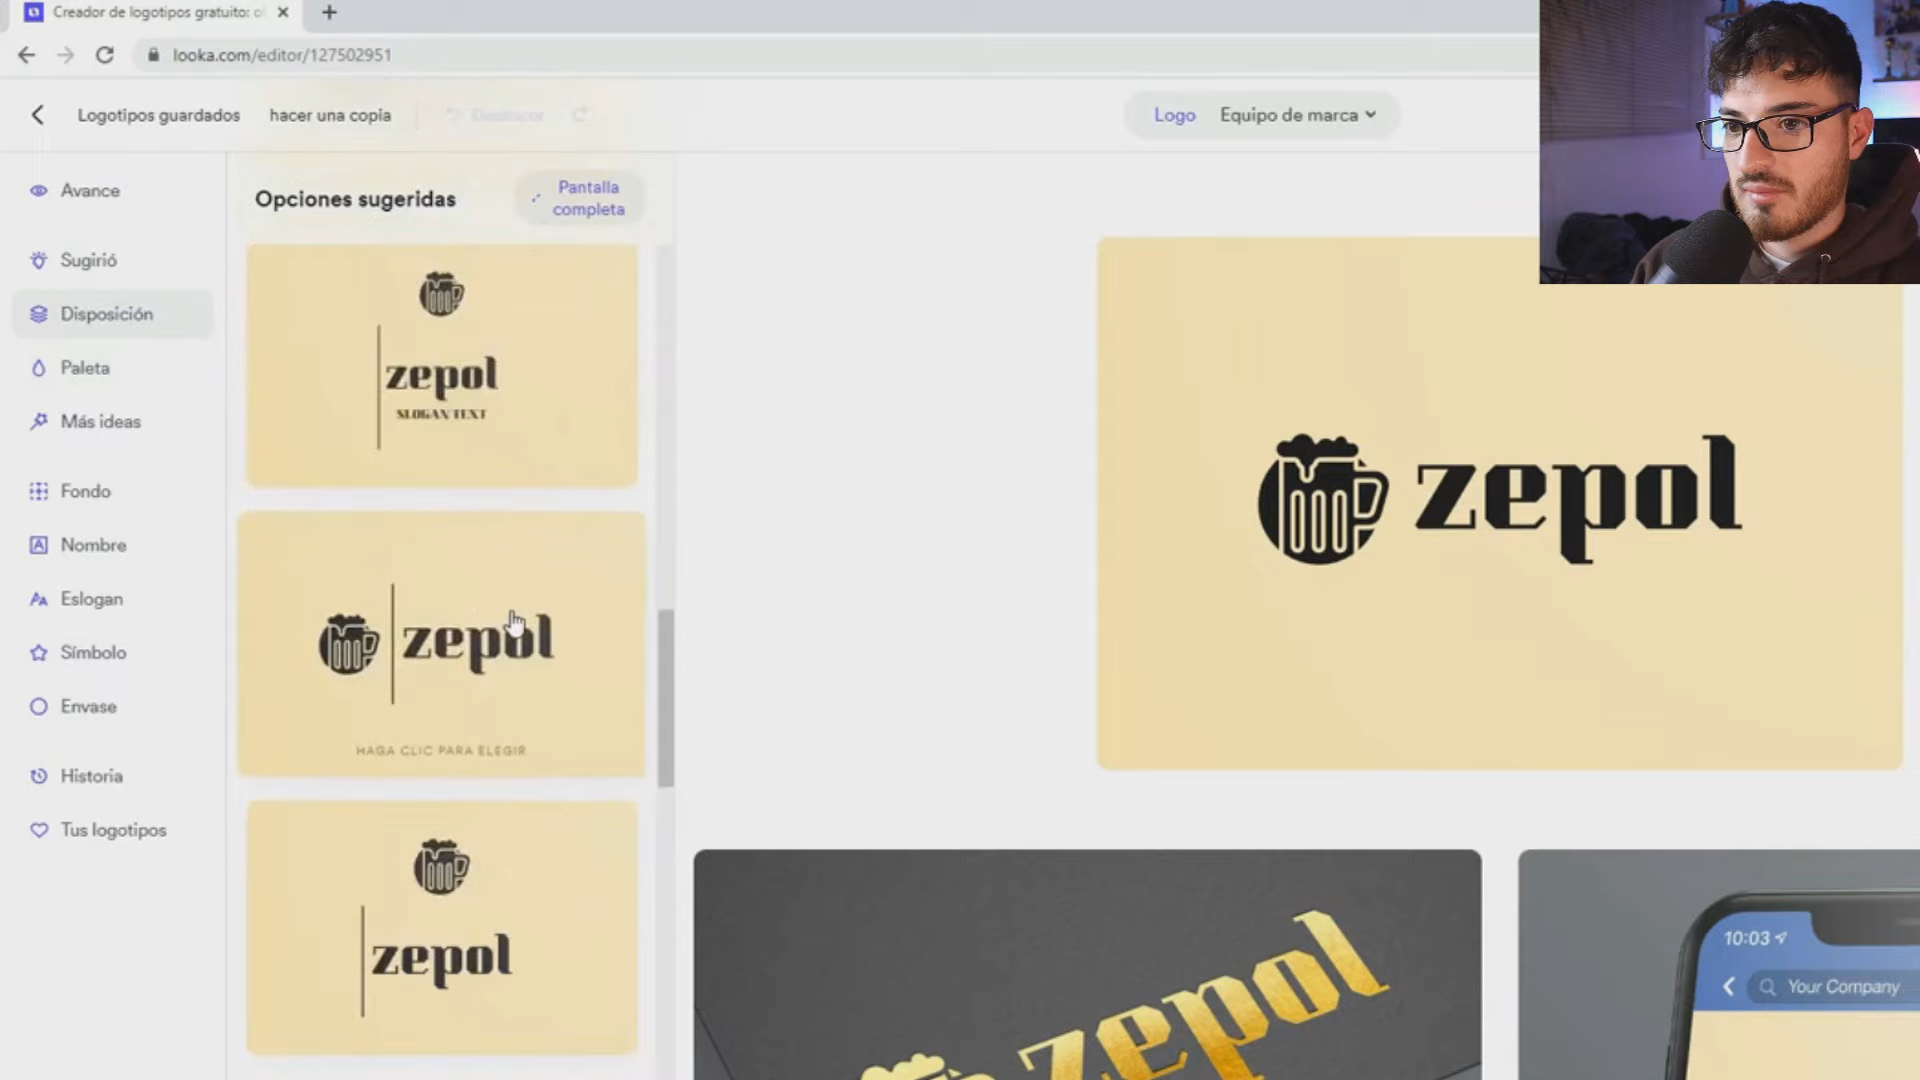 Creador de logotipos gratuito: ol
looka.com/editor/127502951
Logotipos guardados
hacer una copia
Deshacer
Logo
Equipo de marca
Avance
Sugirió
Disposición
Paleta
Más ideas
Fondo
Nombre
Eslogan
Símbolo
Envase
Historia
Tus logotipos
Opciones sugeridas
Pantalla
completa
zepol
SLOGAN TEXT
zepol
HAGA CLIC PARA ELEGIR
zepol
zepol
zepol
10:03
Your Company